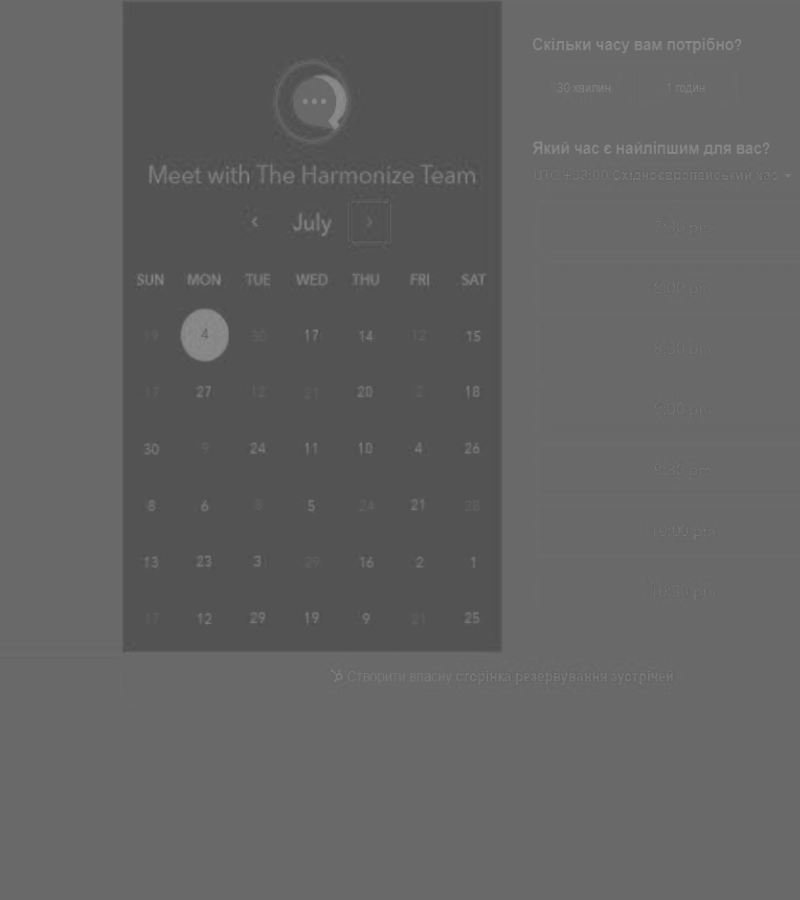 Meet with The Harmonize Team
‹ July ›
SUN MON TUE WED THU FRI SAT
19 4 30 17 14 12 15
17 27 12 21 20 2 18
30 9 24 11 10 4 26
8 6 8 5 24 21 28
13 23 3 29 16 2 1
17 12 29 19 9 21 25
Скільки часу вам потрібно?
30 хвилин 1 годин
Який час є найліпшим для вас?
UTC +03:00 Східноєвропейський час
7:30 pm
8:00 pm
8:30 pm
9:00 pm
9:30 pm
10:00 pm
10:30 pm
Створити власну сторінка резервування зустрічей